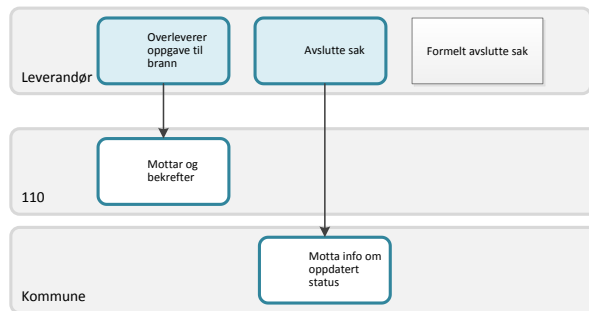 Overleverer
oppgave til
brann
Avslutte sak
Formelt avslutte sak
Leverandør
Mottar og
bekrefter
110
Motta info om
oppdatert
status
Kommune